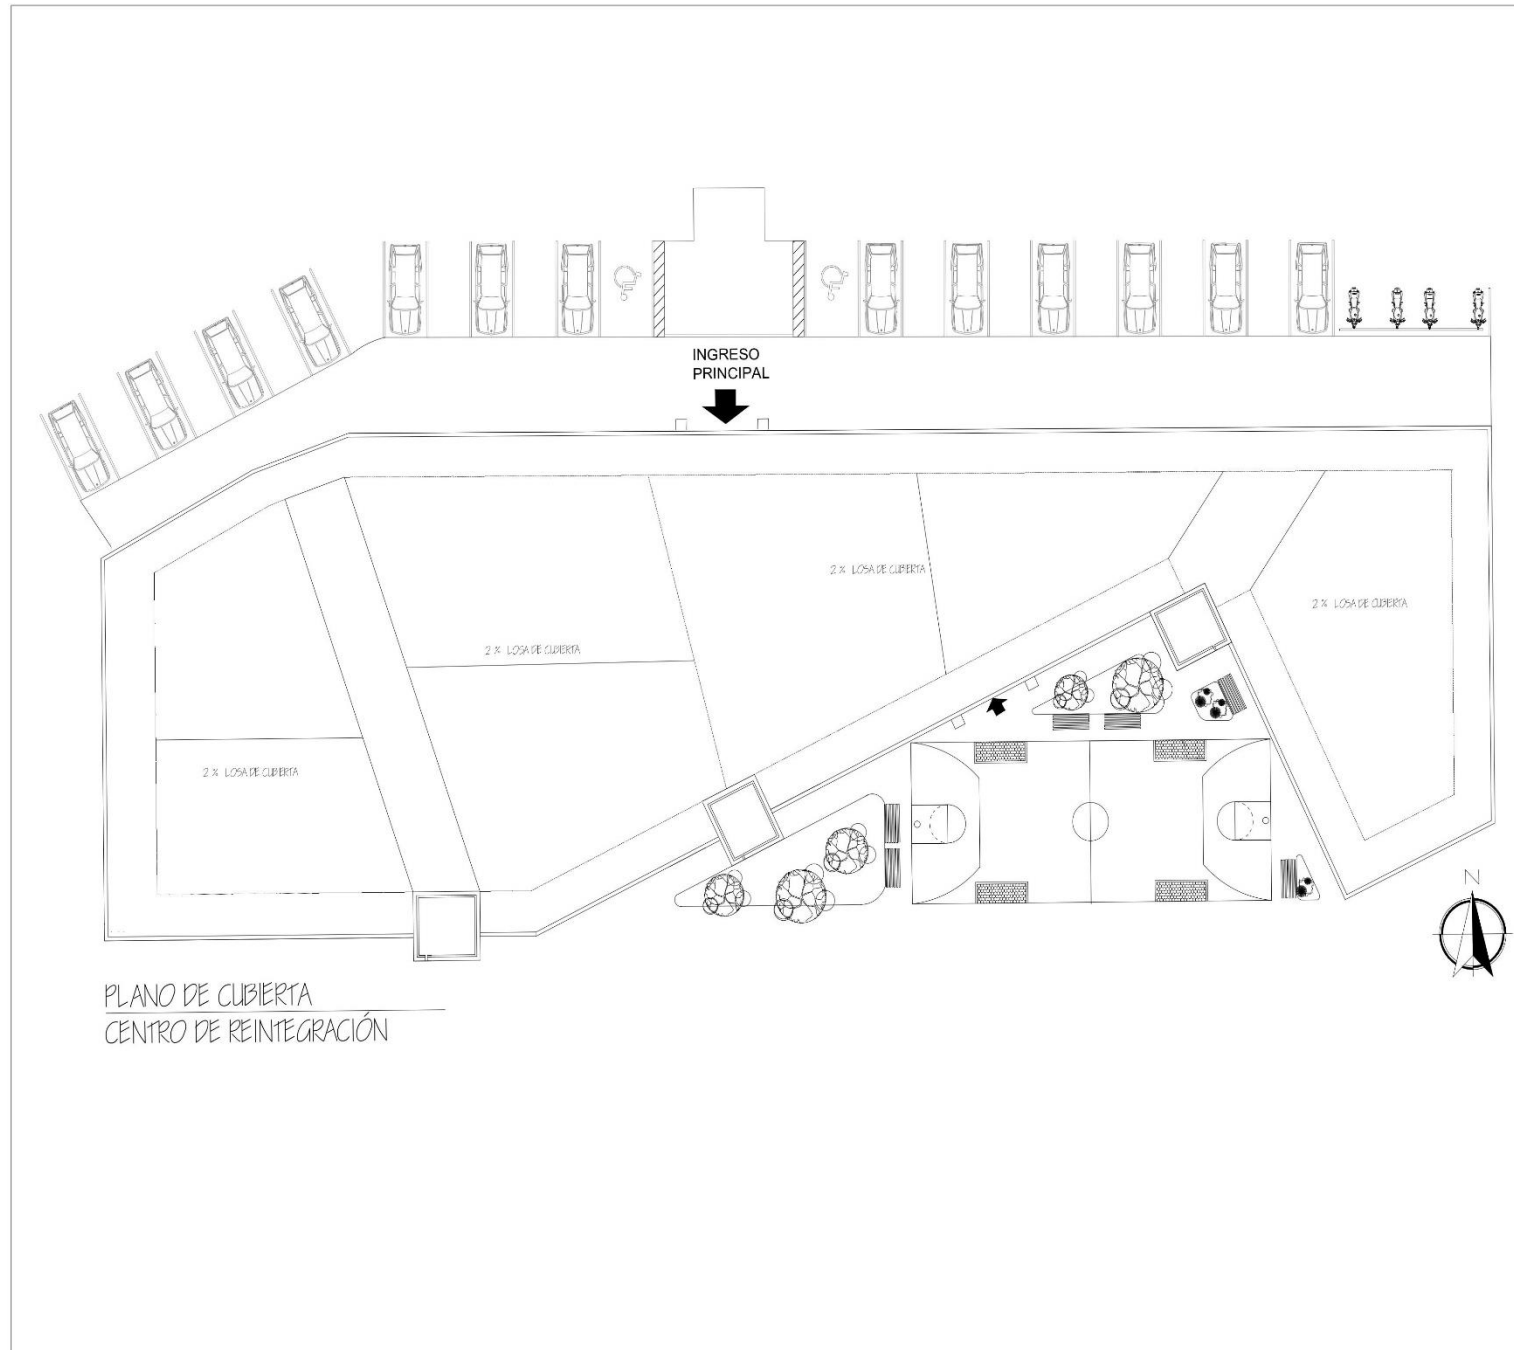 INGRESO
PRINCIPAL
2 % LOSA DE CUBIERTA
2 % LOSA DE CUBIERTA
2 % LOSA DE CUBIERTA
2 % LOSA DE CUBIERTA
N
PLANO DE CUBIERTA
CENTRO DE REINTEGRACIÓN